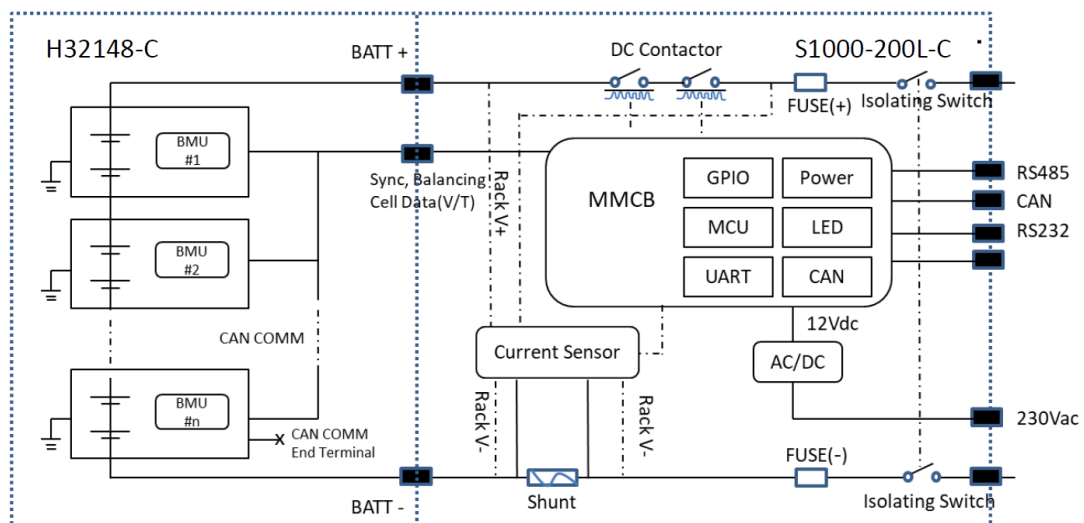 H32148-C
BATT +
DC Contactor
S1000-200L-C
FUSE(+)
Isolating Switch
BMU
#1
Sync, Balancing
Cell Data(V/T)
Rack V+
MMCB
GPIO
Power
MCU
LED
UART
CAN
RS485
CAN
RS232
BMU
#2
CAN COMM
12Vdc
Current Sensor
AC/DC
BMU
#n
CAN COMM
End Terminal
Rack V-
Rack V-
230Vac
FUSE(-)
BATT -
Shunt
Isolating Switch